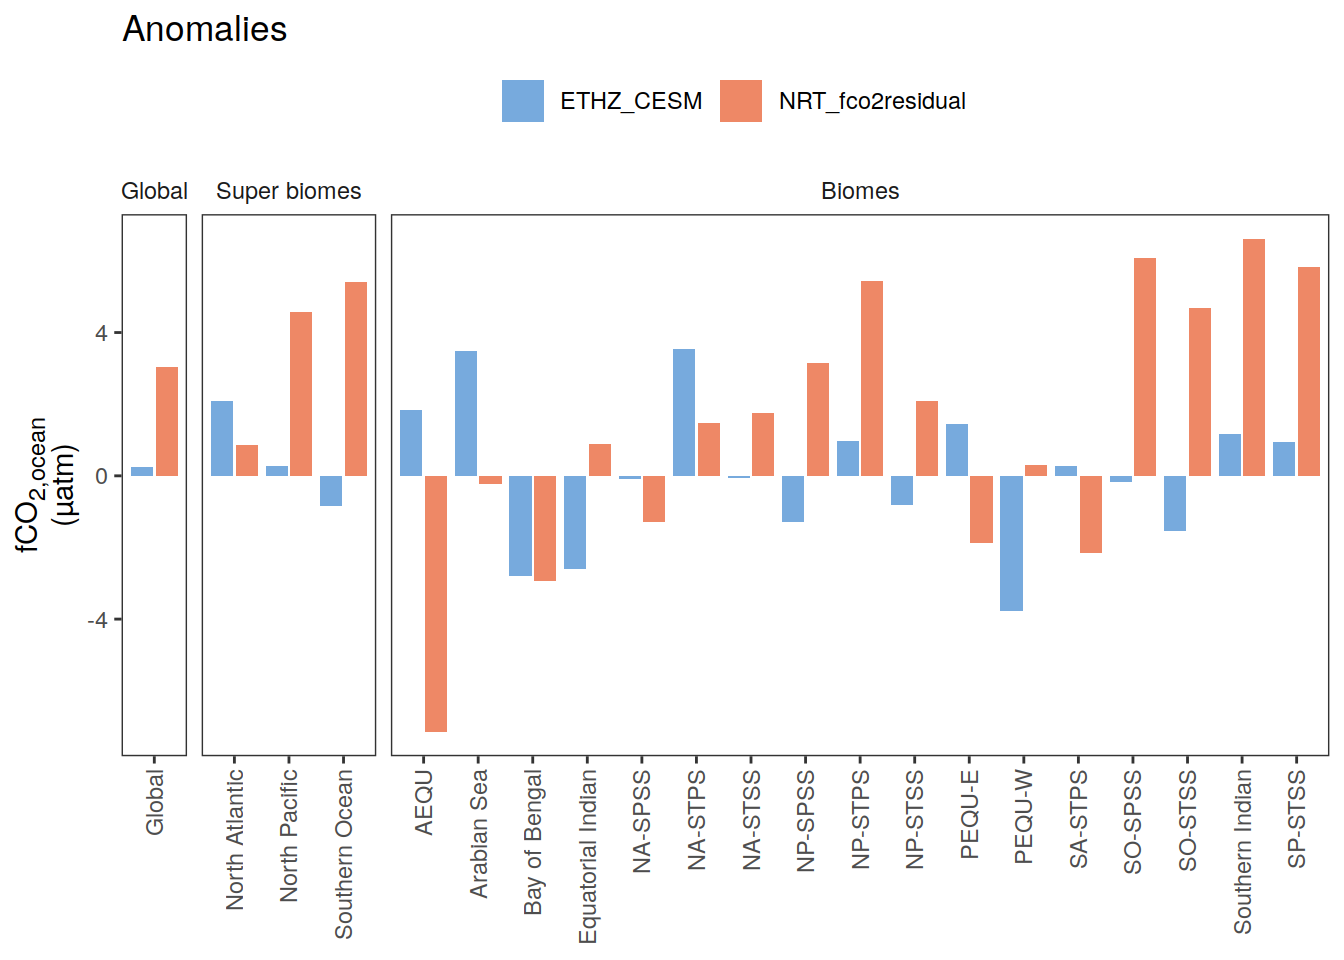 Anomalies
ETHZ_CESM
NRT_fco2residual
Global
Super biomes
Biomes
fCO2,ocean
(µatm)
4
0
-4
Global
North Atlantic
North Pacific
Southern Ocean
AEQU
Arabian Sea
Bay of Bengal
Equatorial Indian
NA-SPSS
NA-STPS
NA-STSS
NP-SPSS
NP-STPS
NP-STSS
PEQU-E
PEQU-W
SA-STPS
SO-SPSS
SO-STSS
Southern Indian
SP-STSS